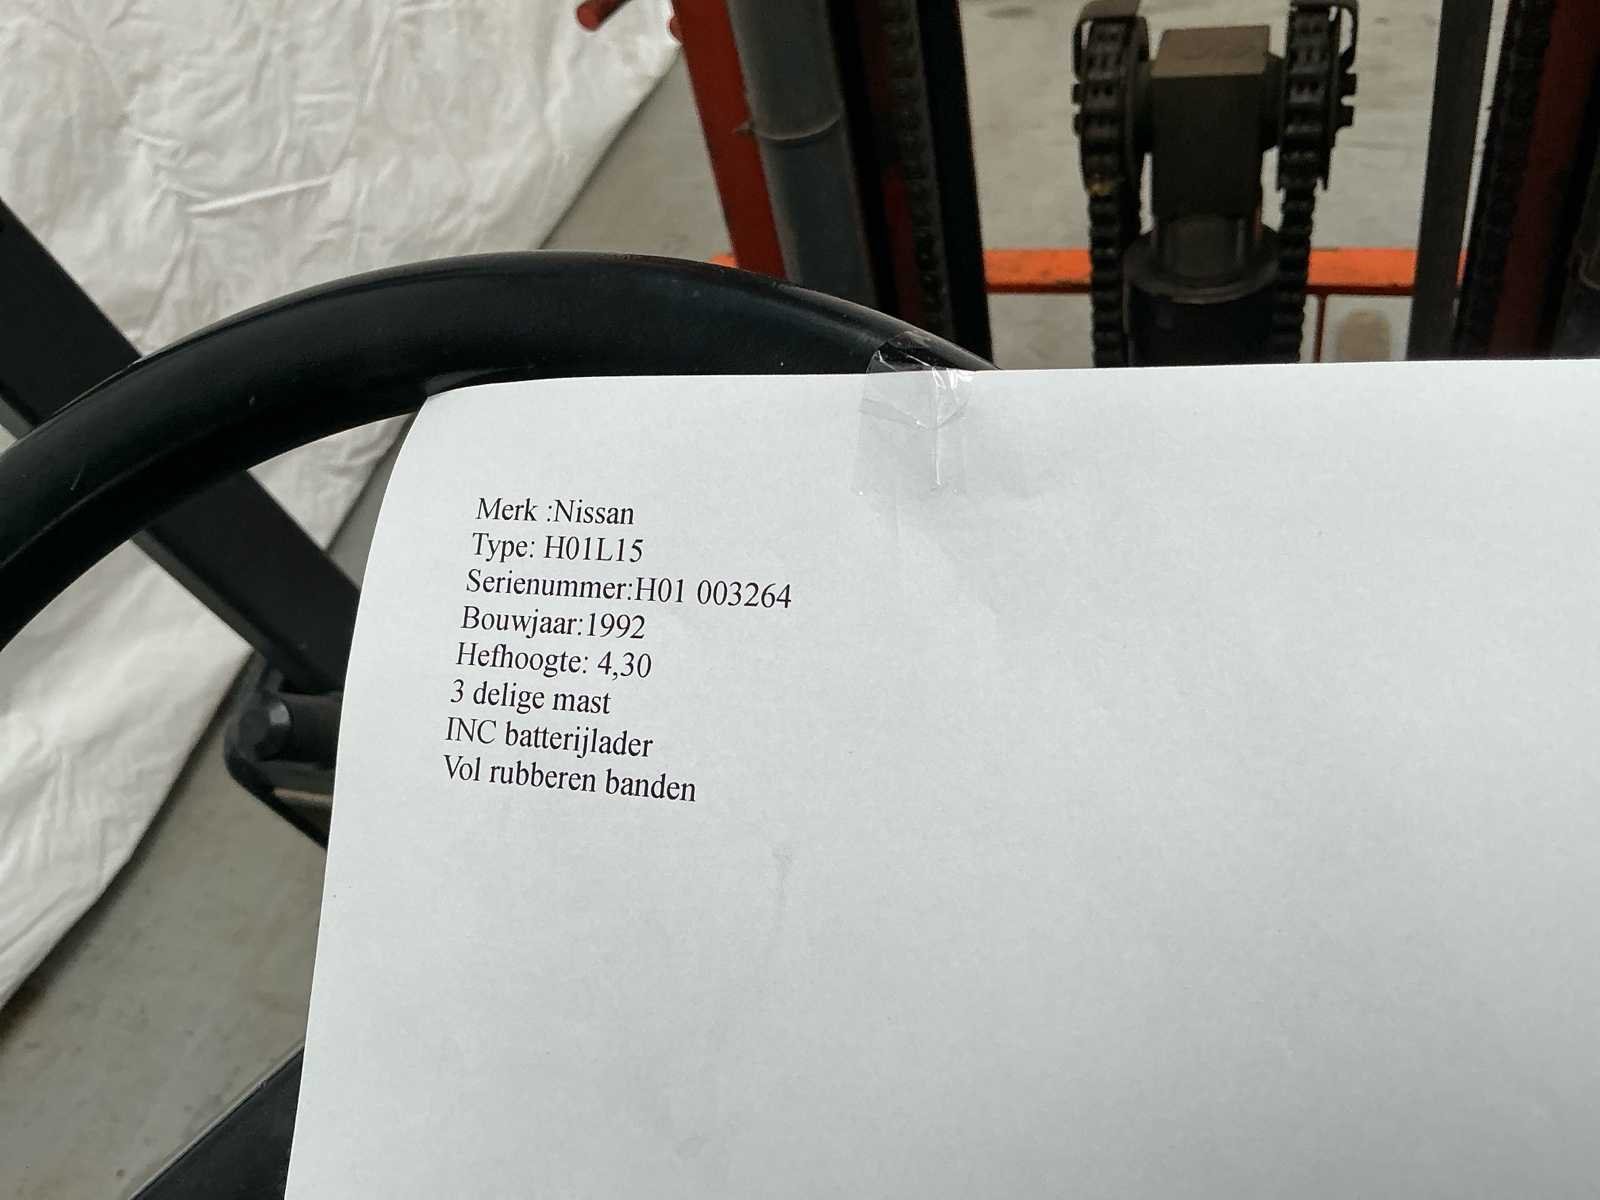 Merk :Nissan
Type: H01L15
Serienummer:H01 003264
Bouwjaar:1992
Hefhoogte: 4,30
3 delige mast
INC batterijlader
Vol rubberen banden